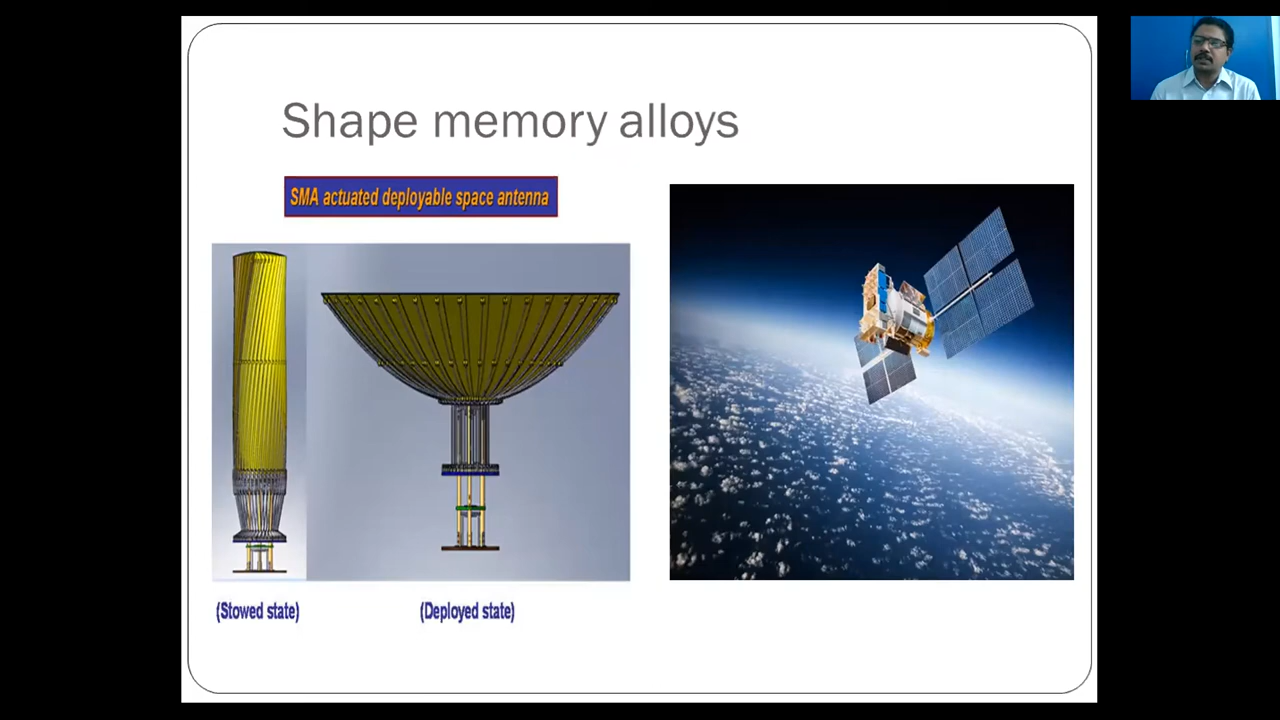 Shape memory alloys
SMA actuated deployable space antenna
(Stowed state)
(Deployed state)